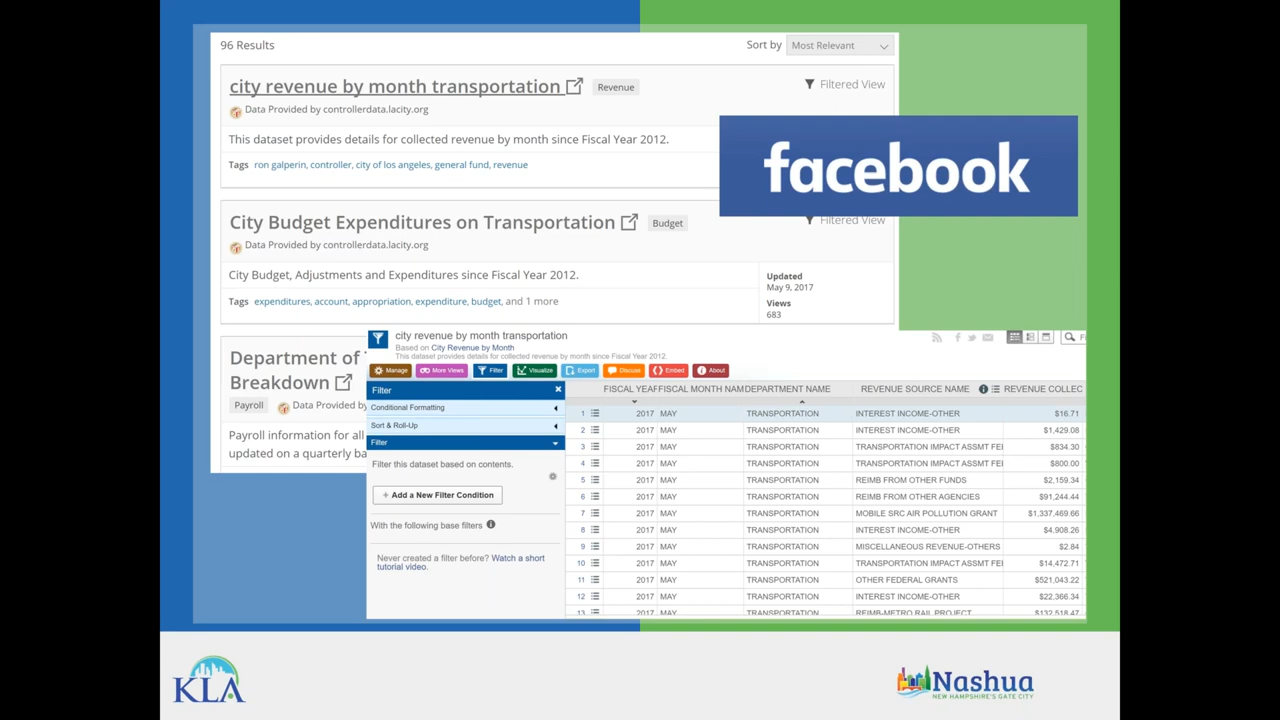 96 Results
Sort by Most Relevant
city revenue by month transportation Revenue
Filtered View
Data Provided by controllerdata.lacity.org
This dataset provides details for collected revenue by month since Fiscal Year 2012.
Tags ron galperin, controller, city of los angeles, general fund, revenue
facebook
City Budget Expenditures on Transportation Budget
Filtered View
Data Provided by controllerdata.lacity.org
City Budget, Adjustments and Expenditures since Fiscal Year 2012.
Tags expenditures, account, appropriation, expenditure, budget, and 1 more
Updated
May 9, 2017
Views
683
Department of
Breakdown
Payroll Data Provided b
Payroll information for all
updated on a quarterly ba
city revenue by month transportation
Based on City Revenue by Month
This dataset provides details for collected revenue by month since Fiscal Year 2012.
Manage More Views Filter Visualize Export Discuss Embed About
Filter
Conditional Formatting
Sort & Roll-Up
Filter
Filter this dataset based on contents.
+ Add a New Filter Condition
With the following base filters
Never created a filter before? Watch a short
tutorial video.
FISCAL YEAR FISCAL MONTH NAM DEPARTMENT NAME REVENUE SOURCE NAME REVENUE COLLEC
1 2017 MAY TRANSPORTATION INTEREST INCOME-OTHER $16.71
2 2017 MAY TRANSPORTATION INTEREST INCOME-OTHER $1,429.08
3 2017 MAY TRANSPORTATION TRANSPORTATION IMPACT ASSMT FEI $834.30
4 2017 MAY TRANSPORTATION TRANSPORTATION IMPACT ASSMT FEI $800.00
5 2017 MAY TRANSPORTATION REIMB FROM OTHER FUNDS $2,159.34
6 2017 MAY TRANSPORTATION REIMB FROM OTHER AGENCIES $91,244.44
7 2017 MAY TRANSPORTATION MOBILE SRC AIR POLLUTION GRANT $1,337,469.66
8 2017 MAY TRANSPORTATION INTEREST INCOME-OTHER $4,908.26
9 2017 MAY TRANSPORTATION MISCELLANEOUS REVENUE-OTHERS $2.84
10 2017 MAY TRANSPORTATION TRANSPORTATION IMPACT ASSMT FEI $14,472.71
11 2017 MAY TRANSPORTATION OTHER FEDERAL GRANTS $521,043.22
12 2017 MAY TRANSPORTATION INTEREST INCOME-OTHER $22,366.34
13 2017 MAY TRANSPORTATION REIMB-METRO RAIL PROJECT $132,518.47
KLA
Nashua
NEW HAMPSHIRE'S GATE CITY